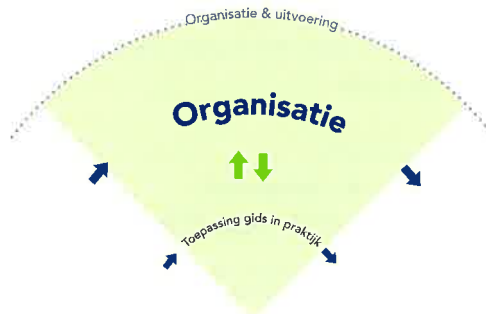 Organisatie & uitvoering
Organisatie
Toepassing gids in praktijk